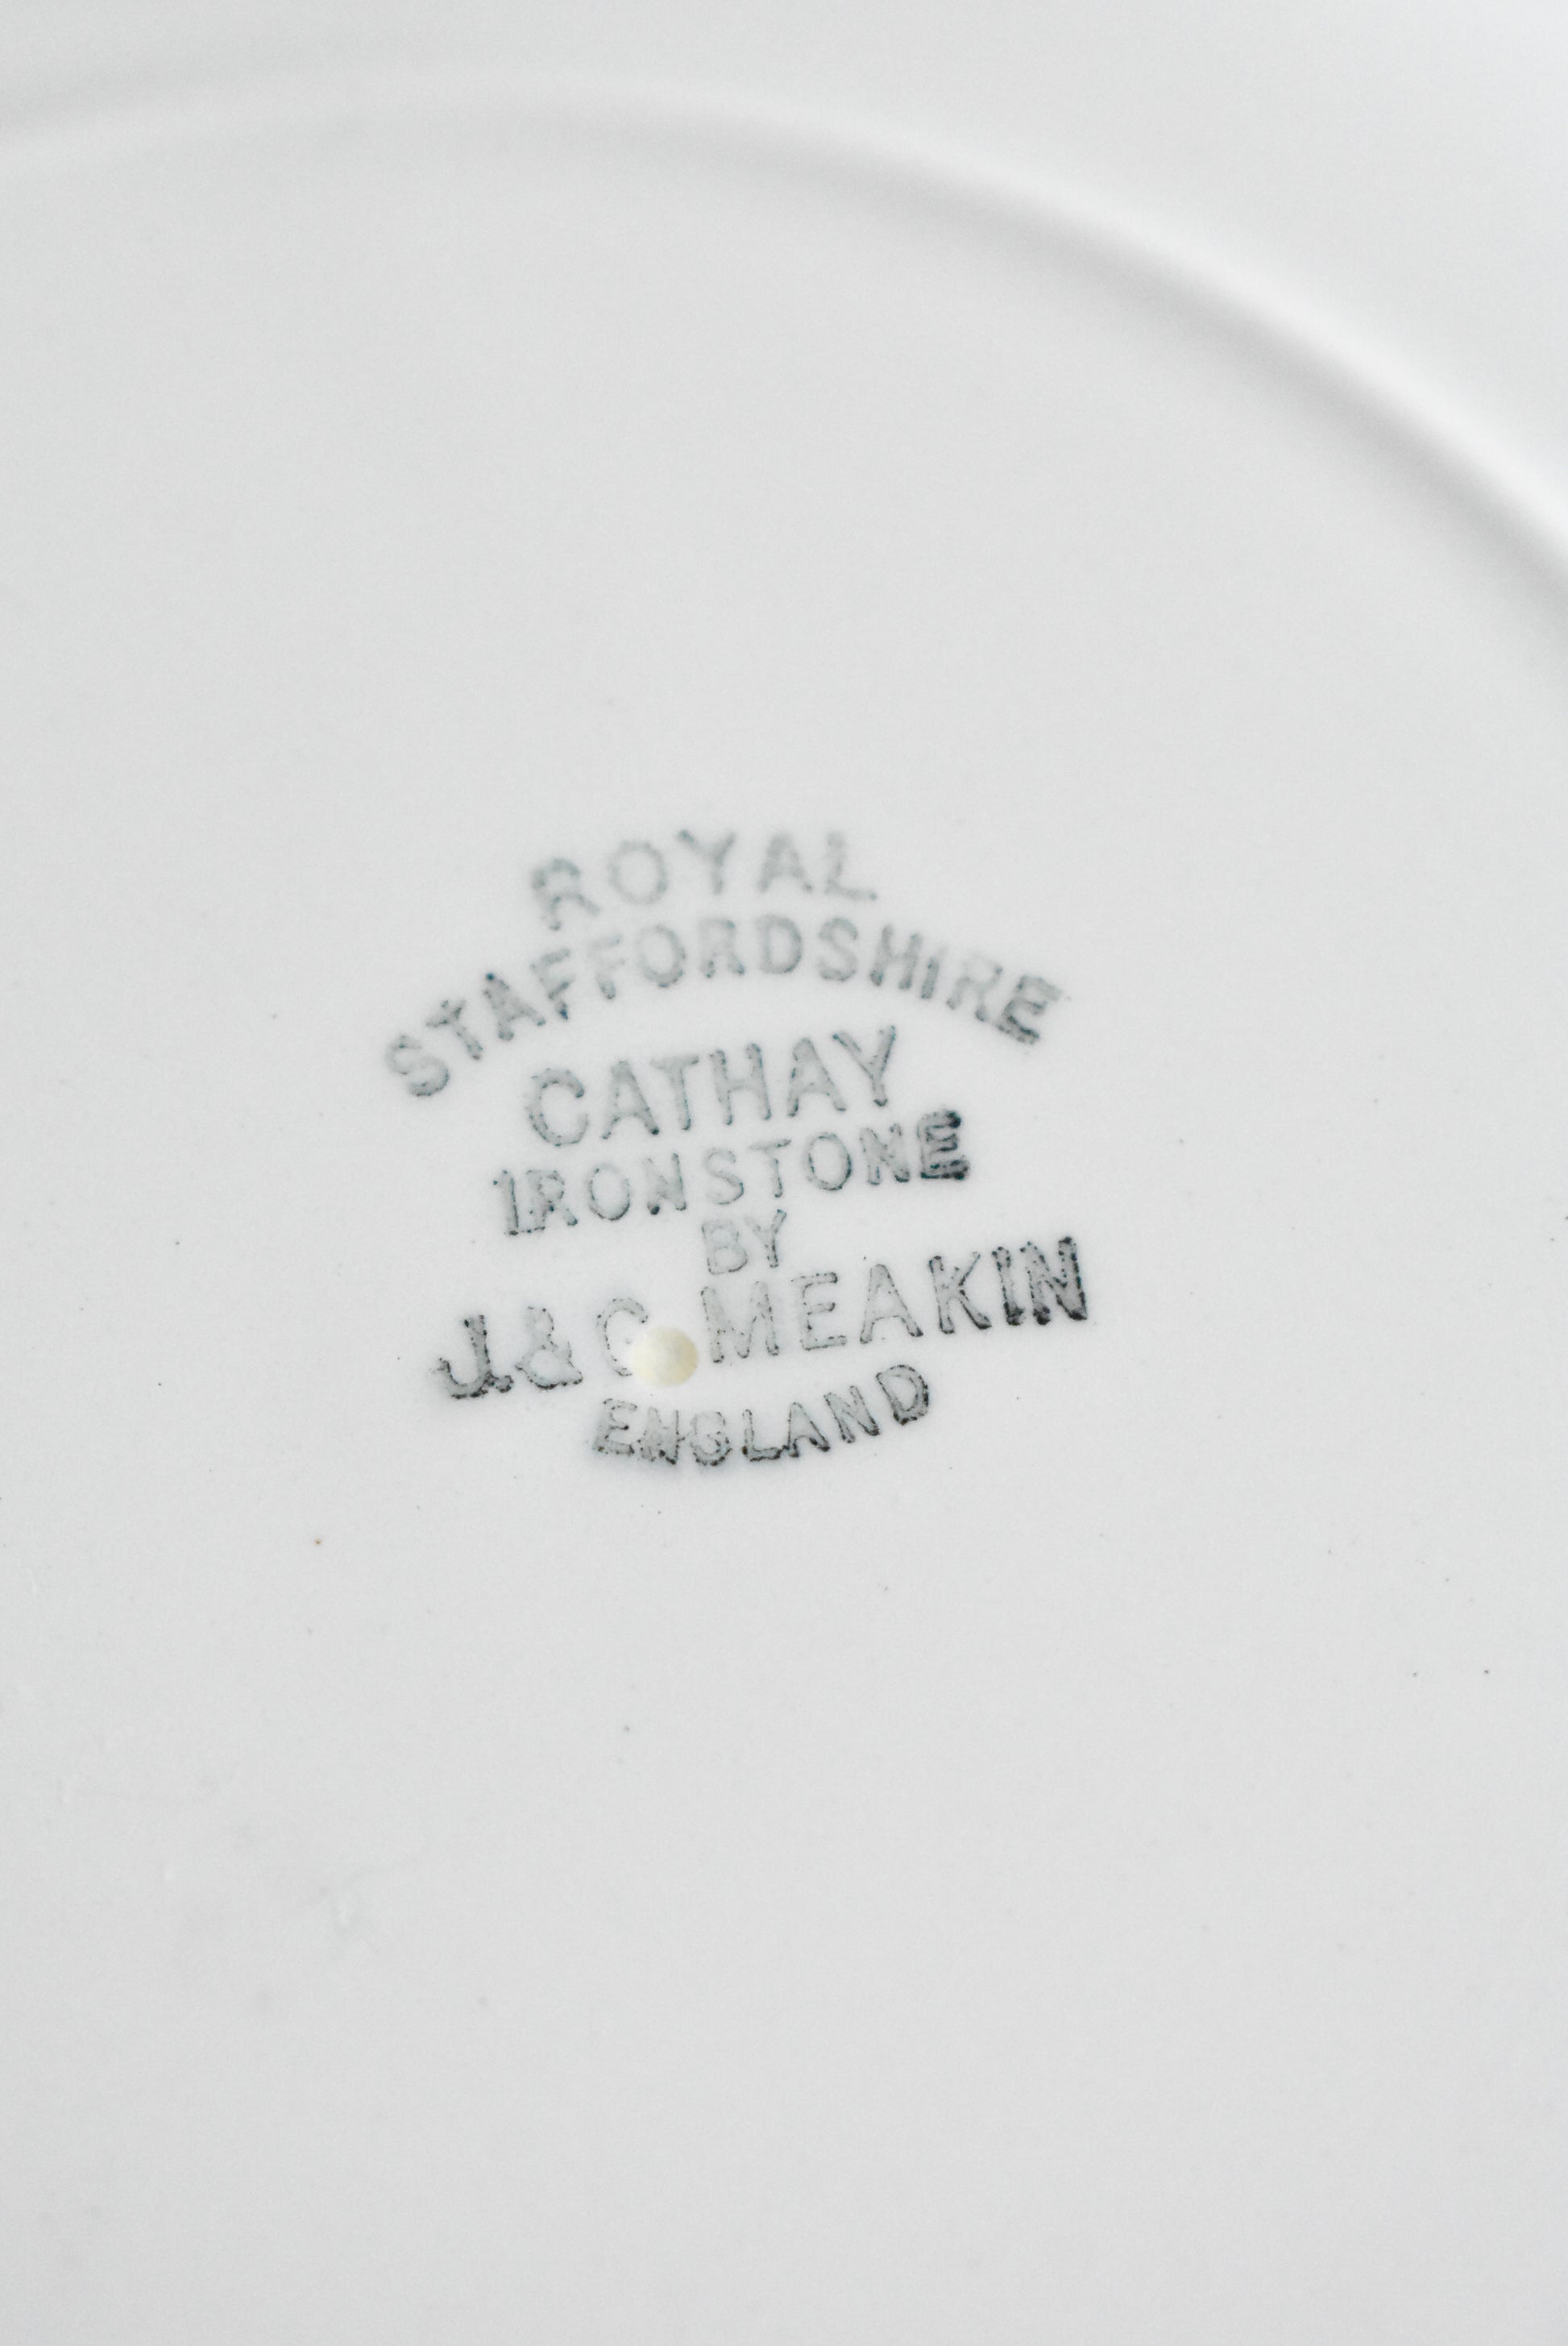 ROYAL
STAFFORDSHIRE
CATHAY
IRONSTONE
BY
J. & G. MEAKIN
ENGLAND